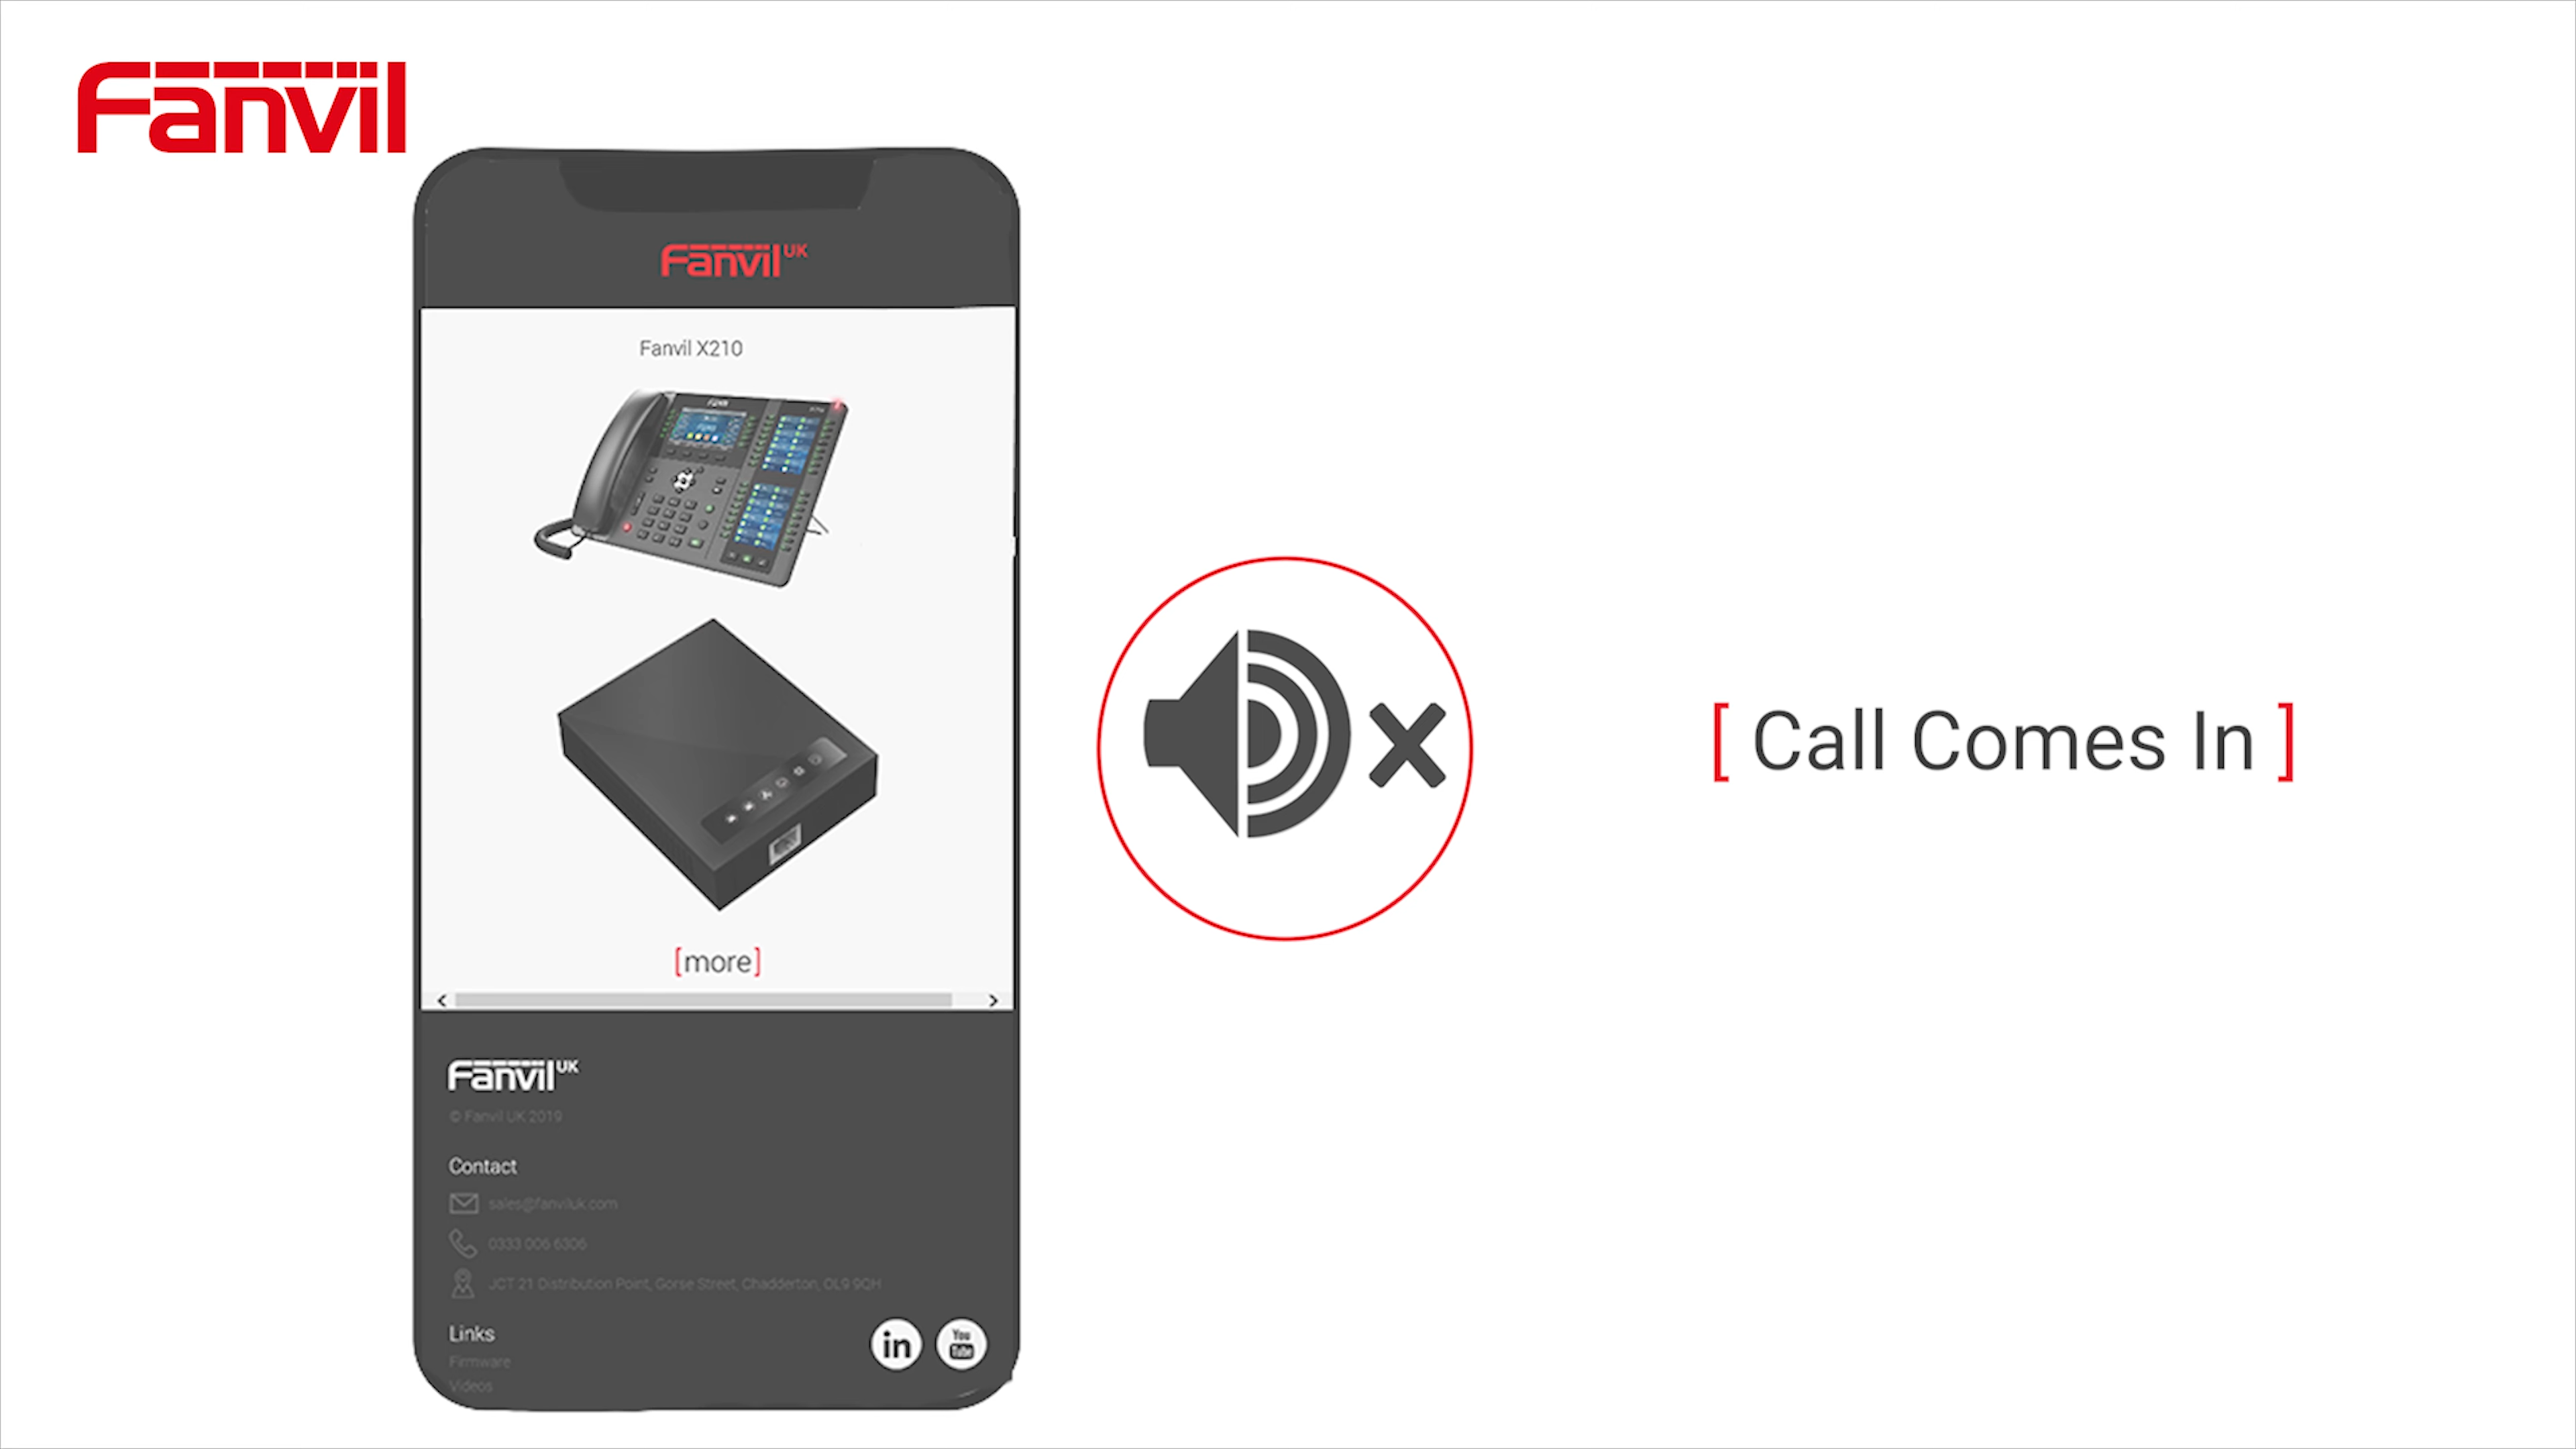 Fanvil
Fanvil UK
Fanvil X210
[more]
[ Call Comes In ]
Fanvil UK
© Fanvil UK 2019
Contact
sales@fanviluk.com
0333 006 6306
JCT 21 Distribution Point, Gorse Street, Chadderton, OL9 9QH
Links
Firmware
Videos
in
You
Tube